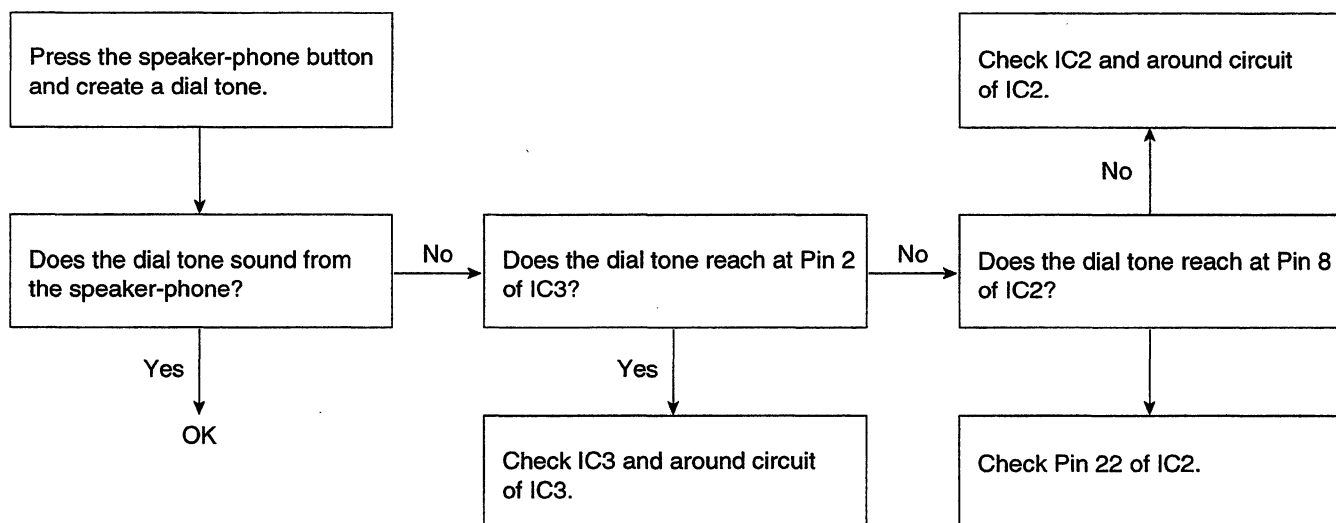 Press the speaker-phone button
and create a dial tone.
Check IC2 and around circuit
of IC2.
No
Does the dial tone sound from
the speaker-phone?
No
Does the dial tone reach at Pin 2
of IC3?
No
Does the dial tone reach at Pin 8
of IC2?
Yes
OK
Yes
Check IC3 and around circuit
of IC3.
Check Pin 22 of IC2.